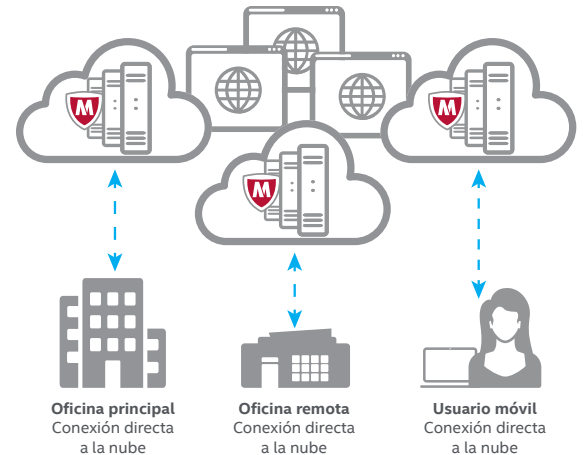 M
M
M
Oficina principal
Conexión directa
a la nube
Oficina remota
Conexión directa
a la nube
Usuario móvil
Conexión directa
a la nube